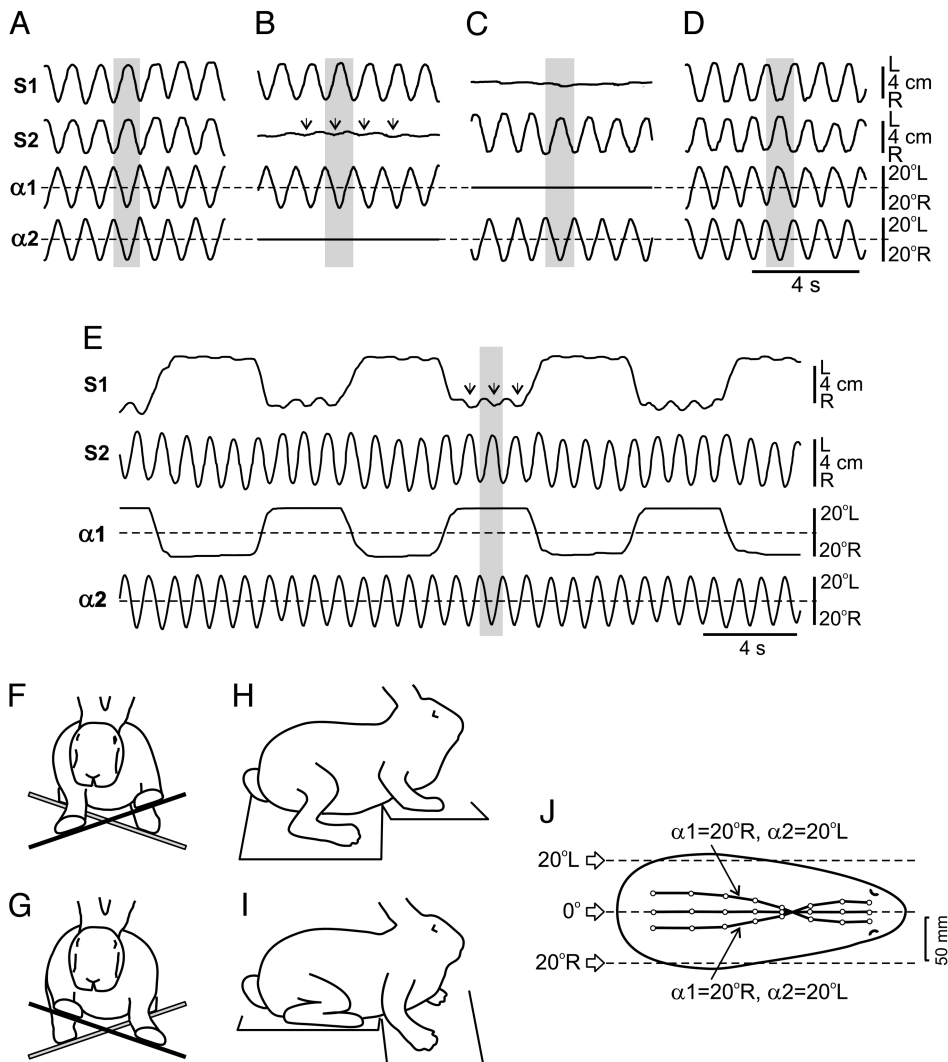 A
B
C
D
S1
L
4 cm
R
S2
L
4 cm
R
α1
20°L
20°R
α2
20°L
20°R
4 s
E
S1
L
4 cm
R
S2
L
4 cm
R
α1
20°L
20°R
α2
20°L
20°R
4 s
F
H
G
I
J
α1=20°R, α2=20°L
20°L
0°
20°R
50 mm
α1=20°R, α2=20°L